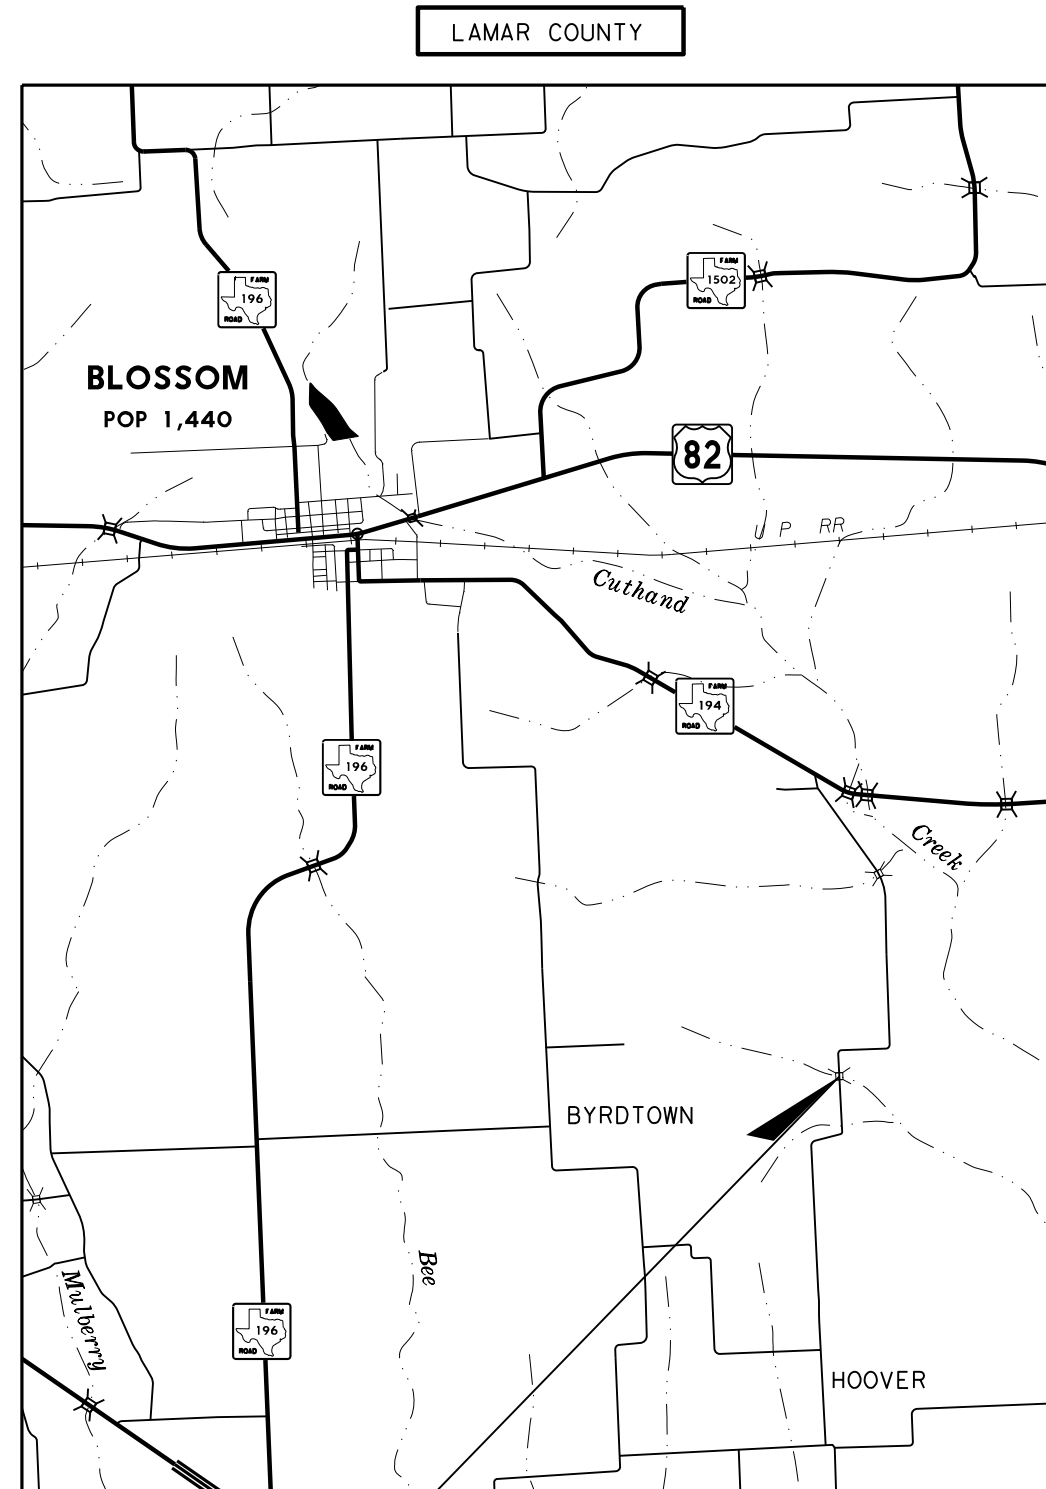 LAMAR COUNTY
FARM
196
ROAD
FARM
1502
ROAD
BLOSSOM
POP 1,440
82
U P RR
Cuthand
FARM
194
ROAD
FARM
196
ROAD
Creek
BYRDTOWN
Bee
Mulberry
FARM
196
ROAD
HOOVER